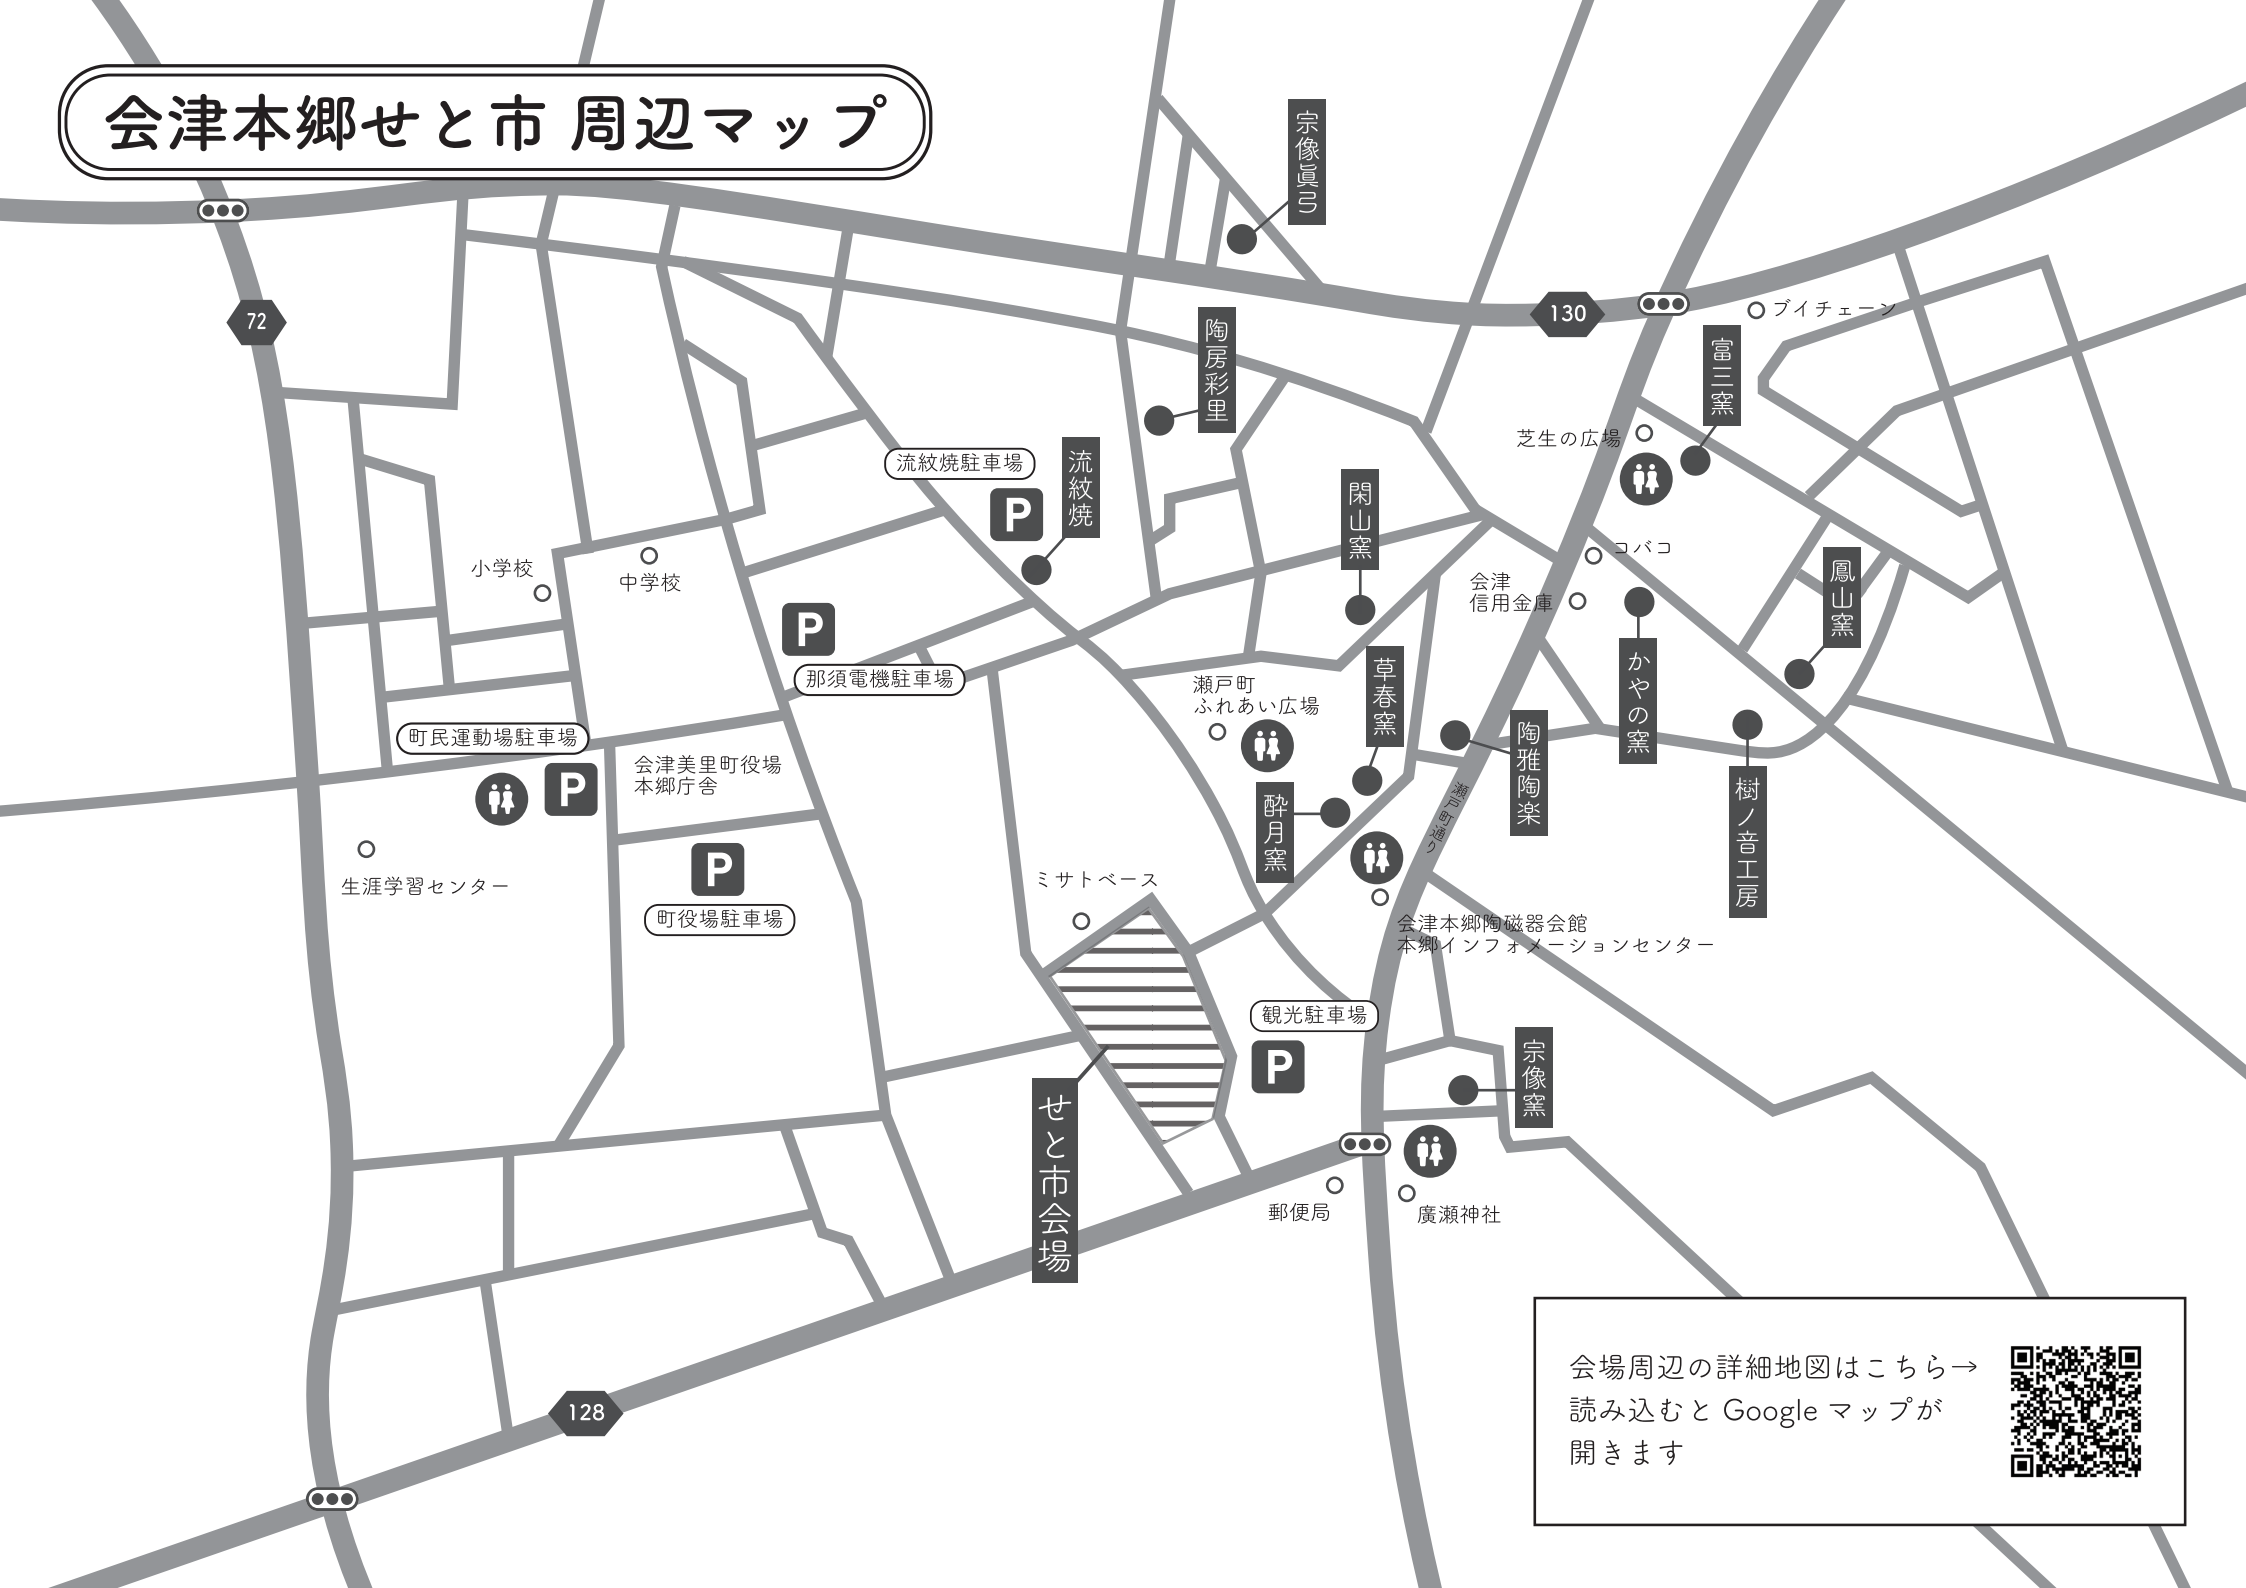 会津本郷せと市 周辺マップ
宗像眞弓
72
130
ブイチェーン
陶房彩里
富三窯
芝生の広場
流紋焼駐車場
P
流紋焼
閑山窯
コバコ
小学校
中学校
会津
信用金庫
鳳山窯
P
那須電機駐車場
瀬戸町
ふれあい広場
草春窯
かやの窯
陶雅陶楽
町民運動場駐車場
P
会津美里町役場
本郷庁舎
樹ノ音工房
酔月窯
瀬戸町通り
P
町役場駐車場
生涯学習センター
ミサトベース
会津本郷陶磁器会館
本郷インフォメーションセンター
観光駐車場
P
宗像窯
せと市会場
郵便局
廣瀬神社
128
会場周辺の詳細地図はこちら→
読み込むと Google マップが
開きます